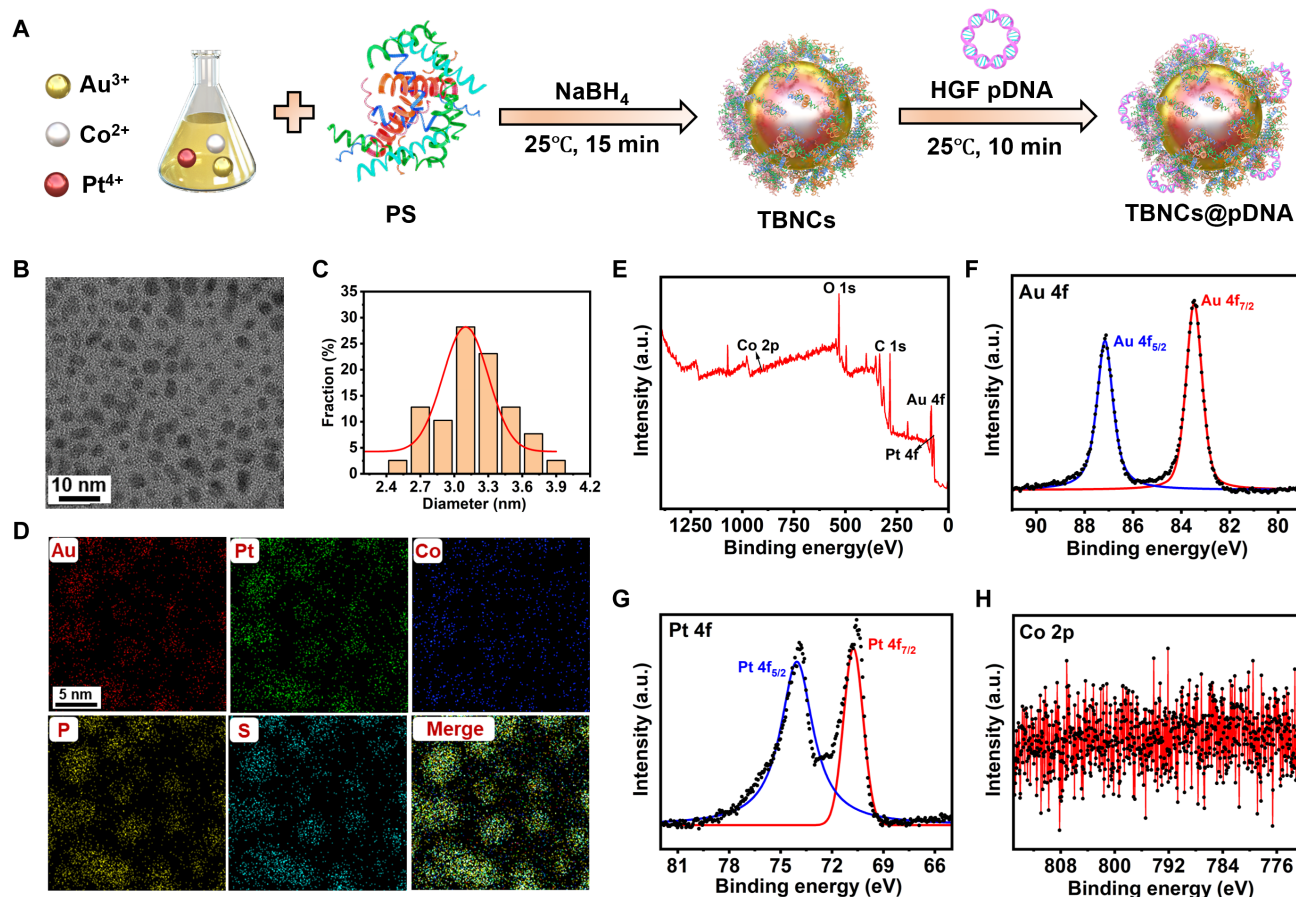 A
Au³⁺
Co²⁺
Pt⁴⁺
PS
NaBH₄
25℃, 15 min
TBNCs
HGF pDNA
25℃, 10 min
TBNCs@pDNA
B
10 nm
C
Fraction (%)
35
30
25
20
15
10
5
0
2.4 2.7 3.0 3.3 3.6 3.9 4.2
Diameter (nm)
D
Au
5 nm
Pt
Co
P
S
Merge
E
Intensity (a.u.)
O 1s
Co 2p
C 1s
Au 4f
Pt 4f
1250 1000 750 500 250 0
Binding energy(eV)
F
Intensity (a.u.)
Au 4f
Au 4f₅/₂
Au 4f₇/₂
90 88 86 84 82 80
Binding energy(eV)
G
Intensity (a.u.)
Pt 4f
Pt 4f₅/₂
Pt 4f₇/₂
81 78 75 72 69 66
Binding energy (eV)
H
Intensity (a.u.)
Co 2p
808 800 792 784 776
Binding energy (eV)